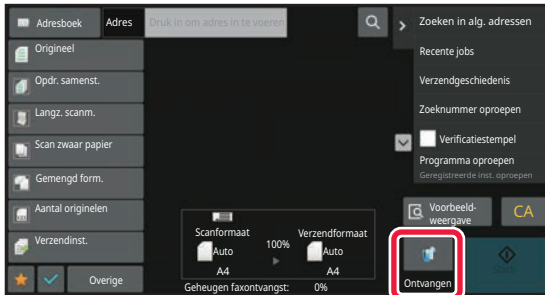 Adresboek
Adres
Druk in om adres in te voeren
Origineel
Opdr. samenst.
Langz. scanm.
Scan zwaar papier
Gemengd form.
Aantal originelen
Verzendinst.
Overige
Scanformaat
Auto
A4
100%
Verzendformaat
Auto
A4
Geheugen faxontvangst: 0%
Zoeken in alg. adressen
Recente jobs
Verzendgeschiedenis
Zoeknummer oproepen
Verificatiestempel
Programma oproepen
Geregistreerde inst. oproepen
Voorbeeld-
weergave
CA
Ontvangen
Start